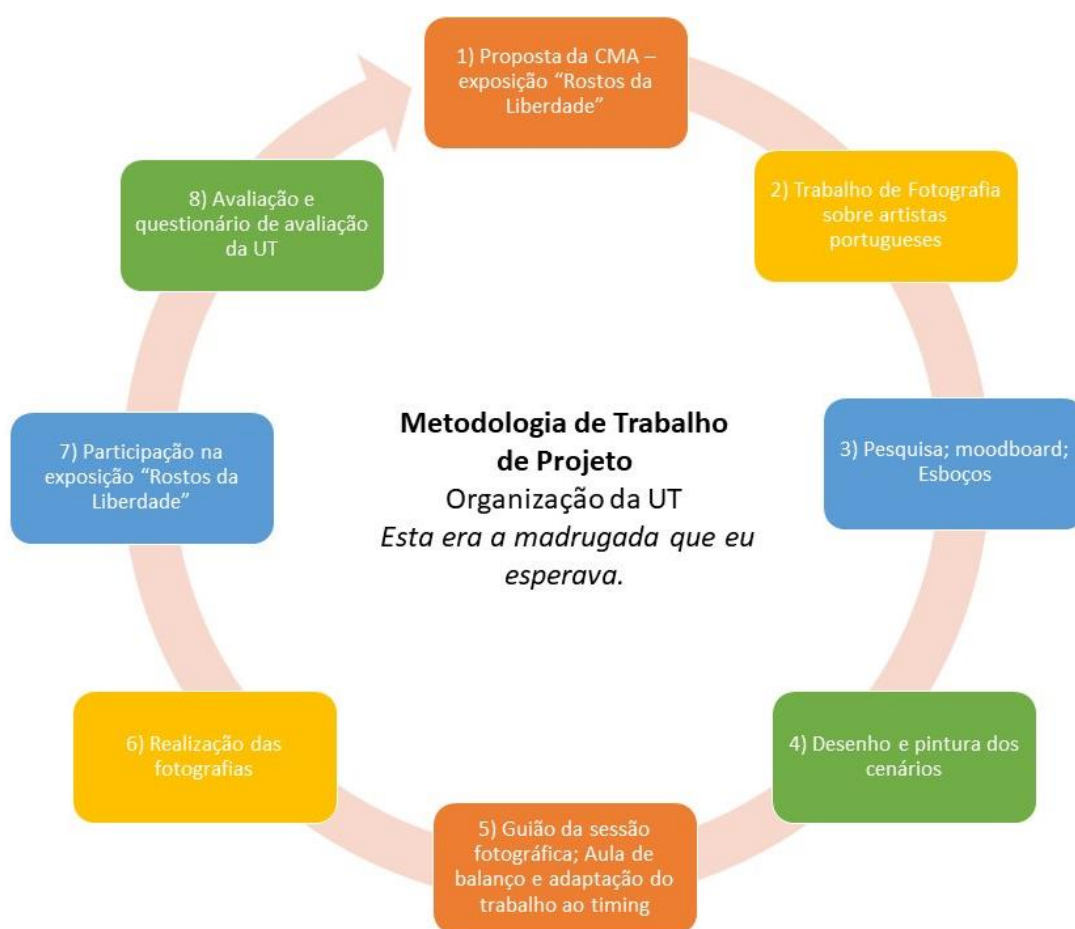 1) Proposta da CMA –
exposição “Rostos da
Liberdade”
2) Trabalho de Fotografia
sobre artistas
portugueses
3) Pesquisa; moodboard;
Esboços
4) Desenho e pintura dos
cenários
5) Guião da sessão
fotográfica; Aula de
balanço e adaptação do
trabalho ao timing
6) Realização das
fotografias
7) Participação na
exposição “Rostos da
Liberdade”
8) Avaliação e
questionário de avaliação
da UT
Metodologia de Trabalho
de Projeto
Organização da UT
Esta era a madrugada que eu
esperava.